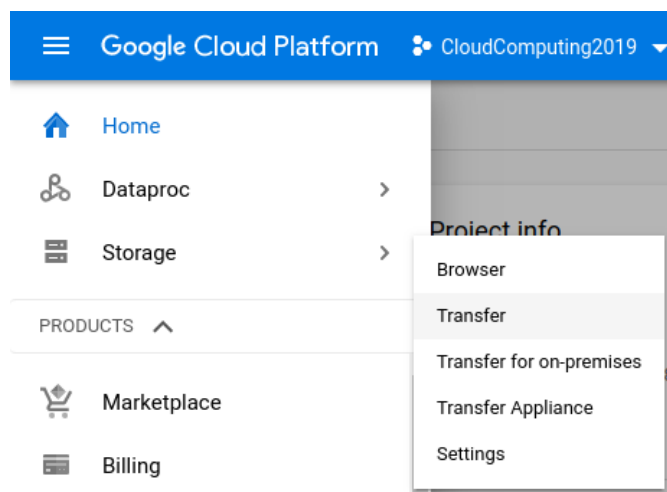 Google Cloud Platform CloudComputing2019
Home
Dataproc
Storage
PRODUCTS
Marketplace
Billing
Project info
Browser
Transfer
Transfer for on-premises
Transfer Appliance
Settings